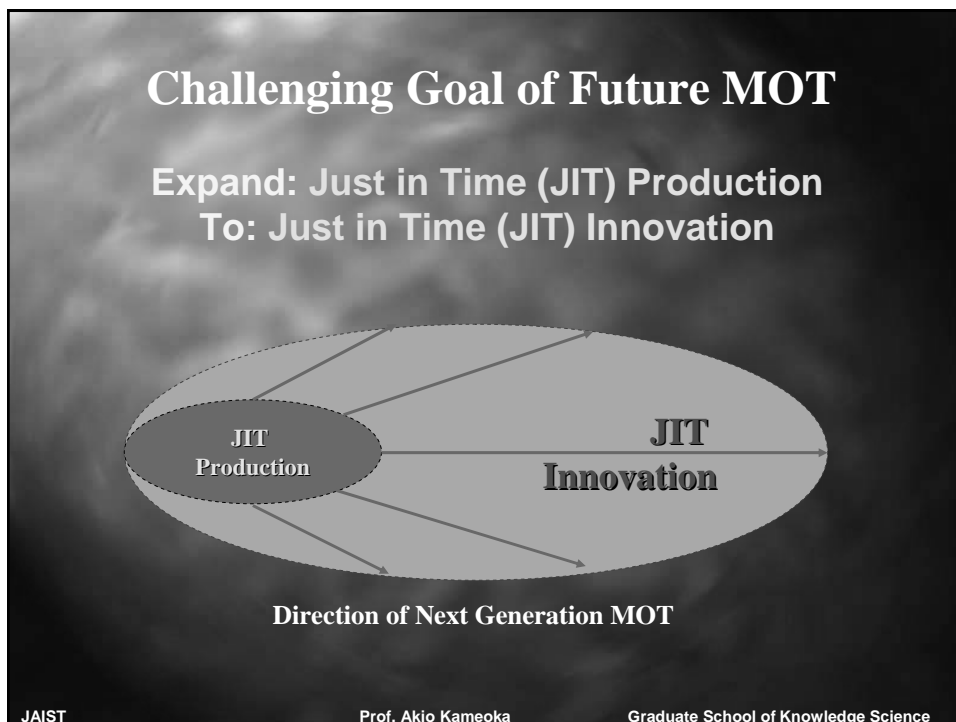 Challenging Goal of Future MOT
Expand: Just in Time (JIT) Production
To: Just in Time (JIT) Innovation
JIT
Production
JIT
Innovation
Direction of Next Generation MOT
JAIST Prof. Akio Kameoka Graduate School of Knowledge Science